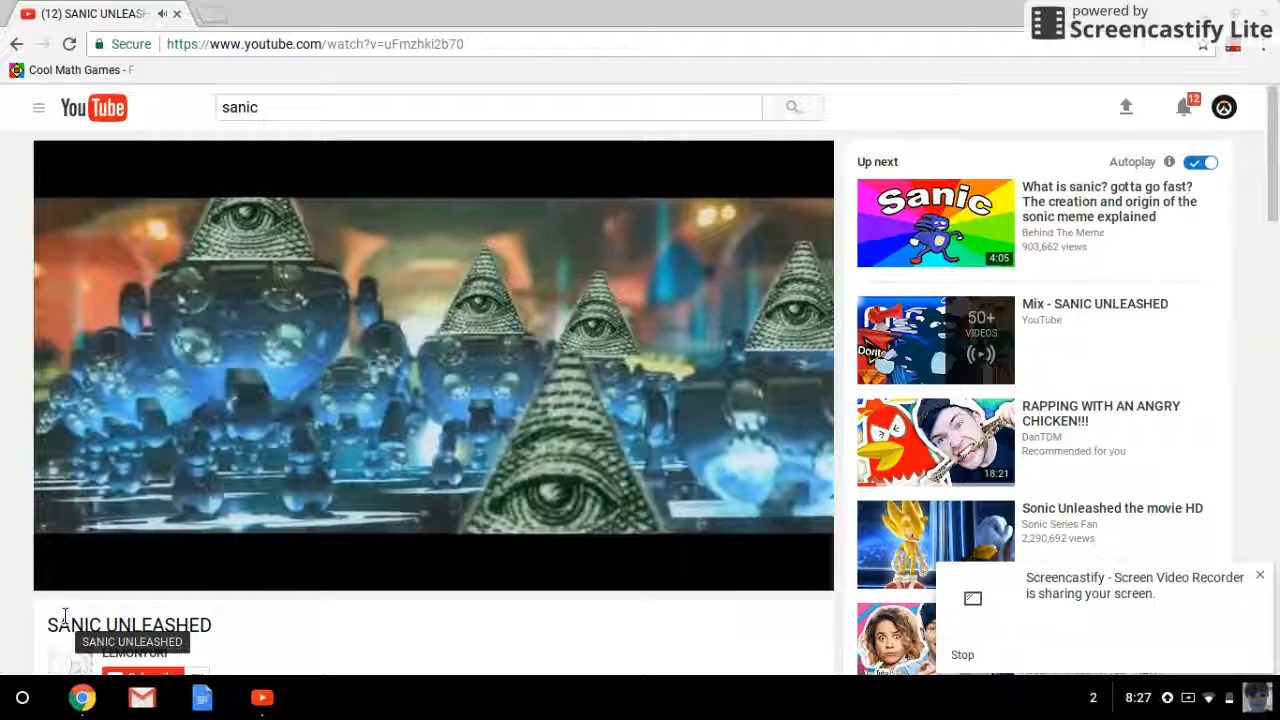 (12) SANIC UNLEASH
powered by
Screencastify Lite
Secure
https://www.youtube.com/watch?v=uFmzhki2b70
Cool Math Games - F
YouTube
sanic
12
Up next
Autoplay
Sanic
4:05
What is sanic? gotta go fast?
The creation and origin of the
sonic meme explained
Behind The Meme
903,662 views
Dorito
50+
VIDEOS
Mix - SANIC UNLEASHED
YouTube
18:21
RAPPING WITH AN ANGRY
CHICKEN!!!
DanTDM
Recommended for you
Sonic Unleashed the movie HD
Sonic Series Fan
2,290,692 views
Screencastify - Screen Video Recorder
is sharing your screen.
Stop
SANIC UNLEASHED
SANIC UNLEASHED
LEMONYURI
2
8:27